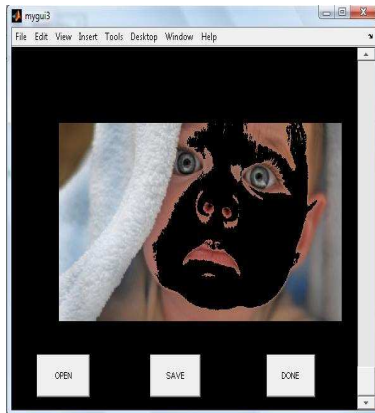 mygui3
File Edit View Insert Tools Desktop Window Help
OPEN SAVE DONE